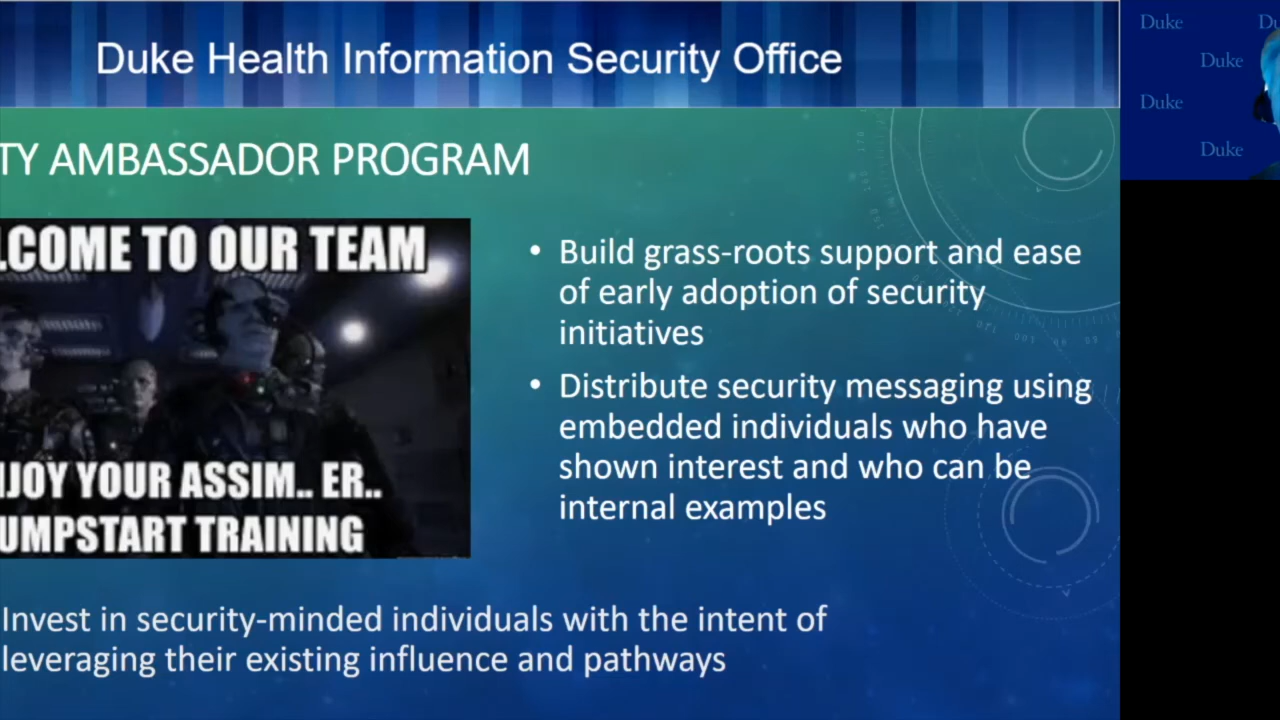 Duke Health Information Security Office
TY AMBASSADOR PROGRAM
LCOME TO OUR TEAM
NJOY YOUR ASSIM.. ER..
UMPSTART TRAINING
• Build grass-roots support and ease
of early adoption of security
initiatives
• Distribute security messaging using
embedded individuals who have
shown interest and who can be
internal examples
Invest in security-minded individuals with the intent of
leveraging their existing influence and pathways
Duke
Du
Duke
Duke
Duke